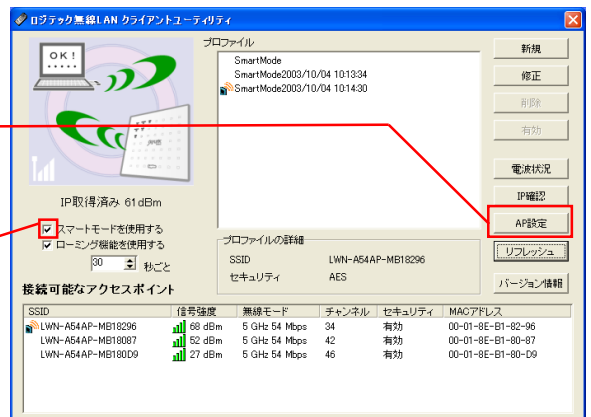 ロジテック無線LAN クライアントユーティリティ
OK!
IP取得済み 61dBm
スマートモードを使用する
ローミング機能を使用する
30 秒ごと
プロファイル
SmartMode
SmartMode2003/10/04 10:13:34
SmartMode2003/10/04 10:14:30
プロファイルの詳細
SSID LWN-A54AP-MB18296
セキュリティ AES
新規
修正
削除
有効
電波状況
IP確認
AP設定
リフレッシュ
バージョン情報
接続可能なアクセスポイント
SSID 信号強度 無線モード チャンネル セキュリティ MACアドレス
LWN-A54AP-MB18296 68 dBm 5 GHz 54 Mbps 34 有効 00-01-8E-B1-82-96
LWN-A54AP-MB18087 52 dBm 5 GHz 54 Mbps 42 有効 00-01-8E-B1-80-87
LWN-A54AP-MB180D9 27 dBm 5 GHz 54 Mbps 46 有効 00-01-8E-B1-80-D9